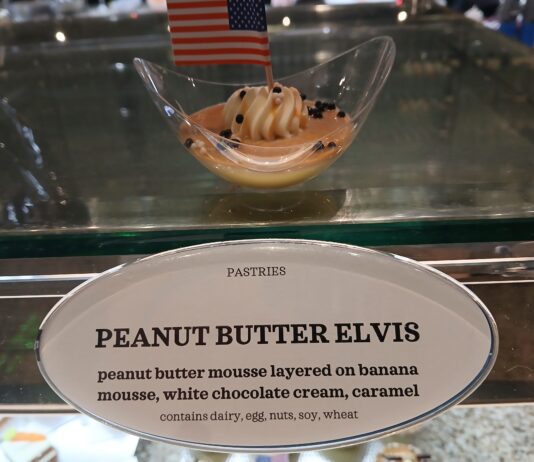 PASTRIES
PEANUT BUTTER ELVIS
peanut butter mousse layered on banana
mousse, white chocolate cream, caramel
contains dairy, egg, nuts, soy, wheat